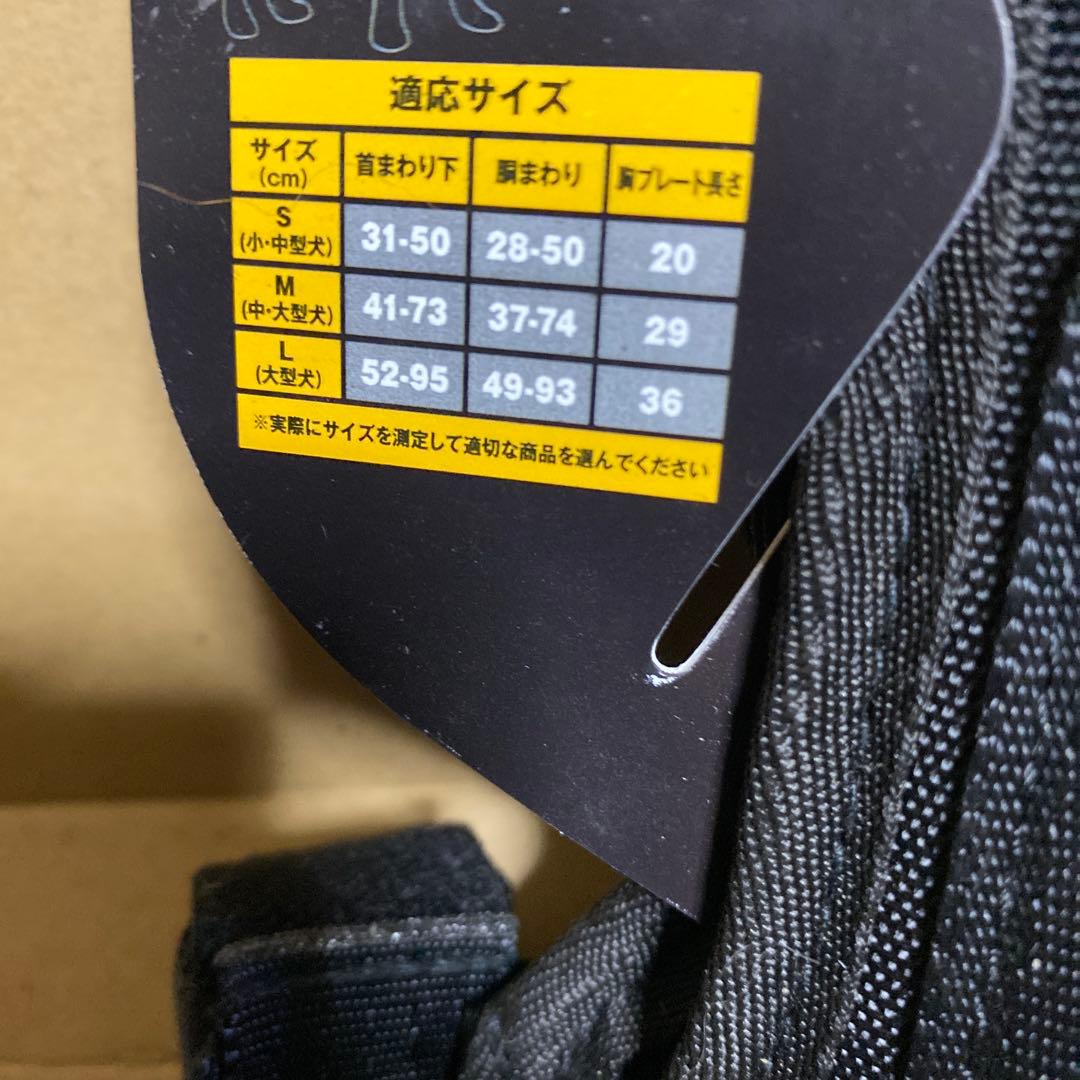 適応サイズ
サイズ(cm) 首まわり下 胴まわり 胸プレート長さ
S(小・中型犬) 31-50 28-50 20
M(中・大型犬) 41-73 37-74 29
L(大型犬) 52-95 49-93 36
※実際にサイズを測定して適切な商品を選んでください